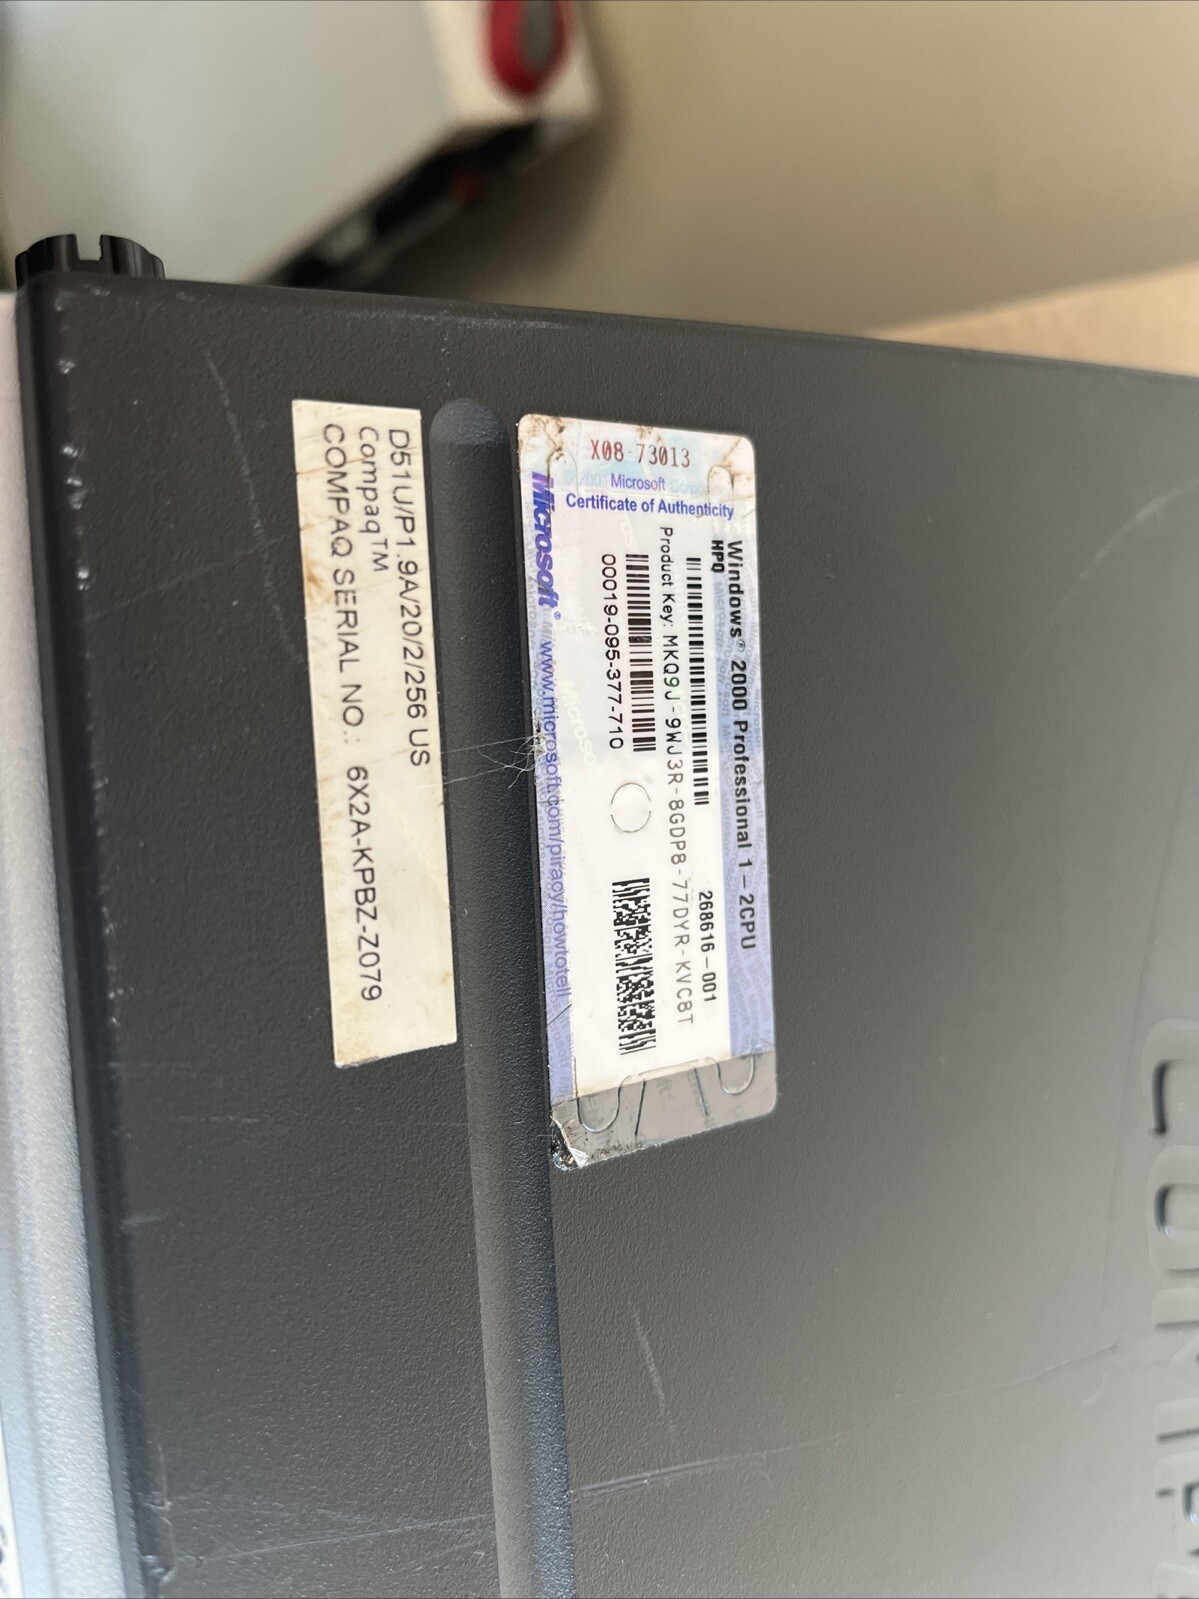 D51U/P1.9A/20/2/256 US
Compaq™
COMPAQ SERIAL NO.: 6X2A-KPBZ-Z079
X08-73013
Microsoft
Certificate of Authenticity
Windows® 2000 Professional 1-2CPU
HPQ
268616-001
Product Key: MKQ9J-9WJ3R-8GDP8-77DYR-KVC8T
00019-095-377-710
Microsoft® www.microsoft.com/piracy/howtotell